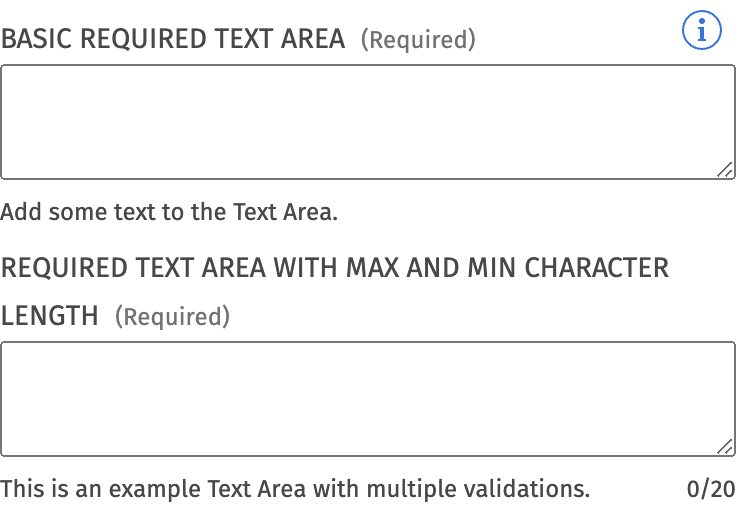 BASIC REQUIRED TEXT AREA (Required)
Add some text to the Text Area.
REQUIRED TEXT AREA WITH MAX AND MIN CHARACTER
LENGTH (Required)
This is an example Text Area with multiple validations. 0/20